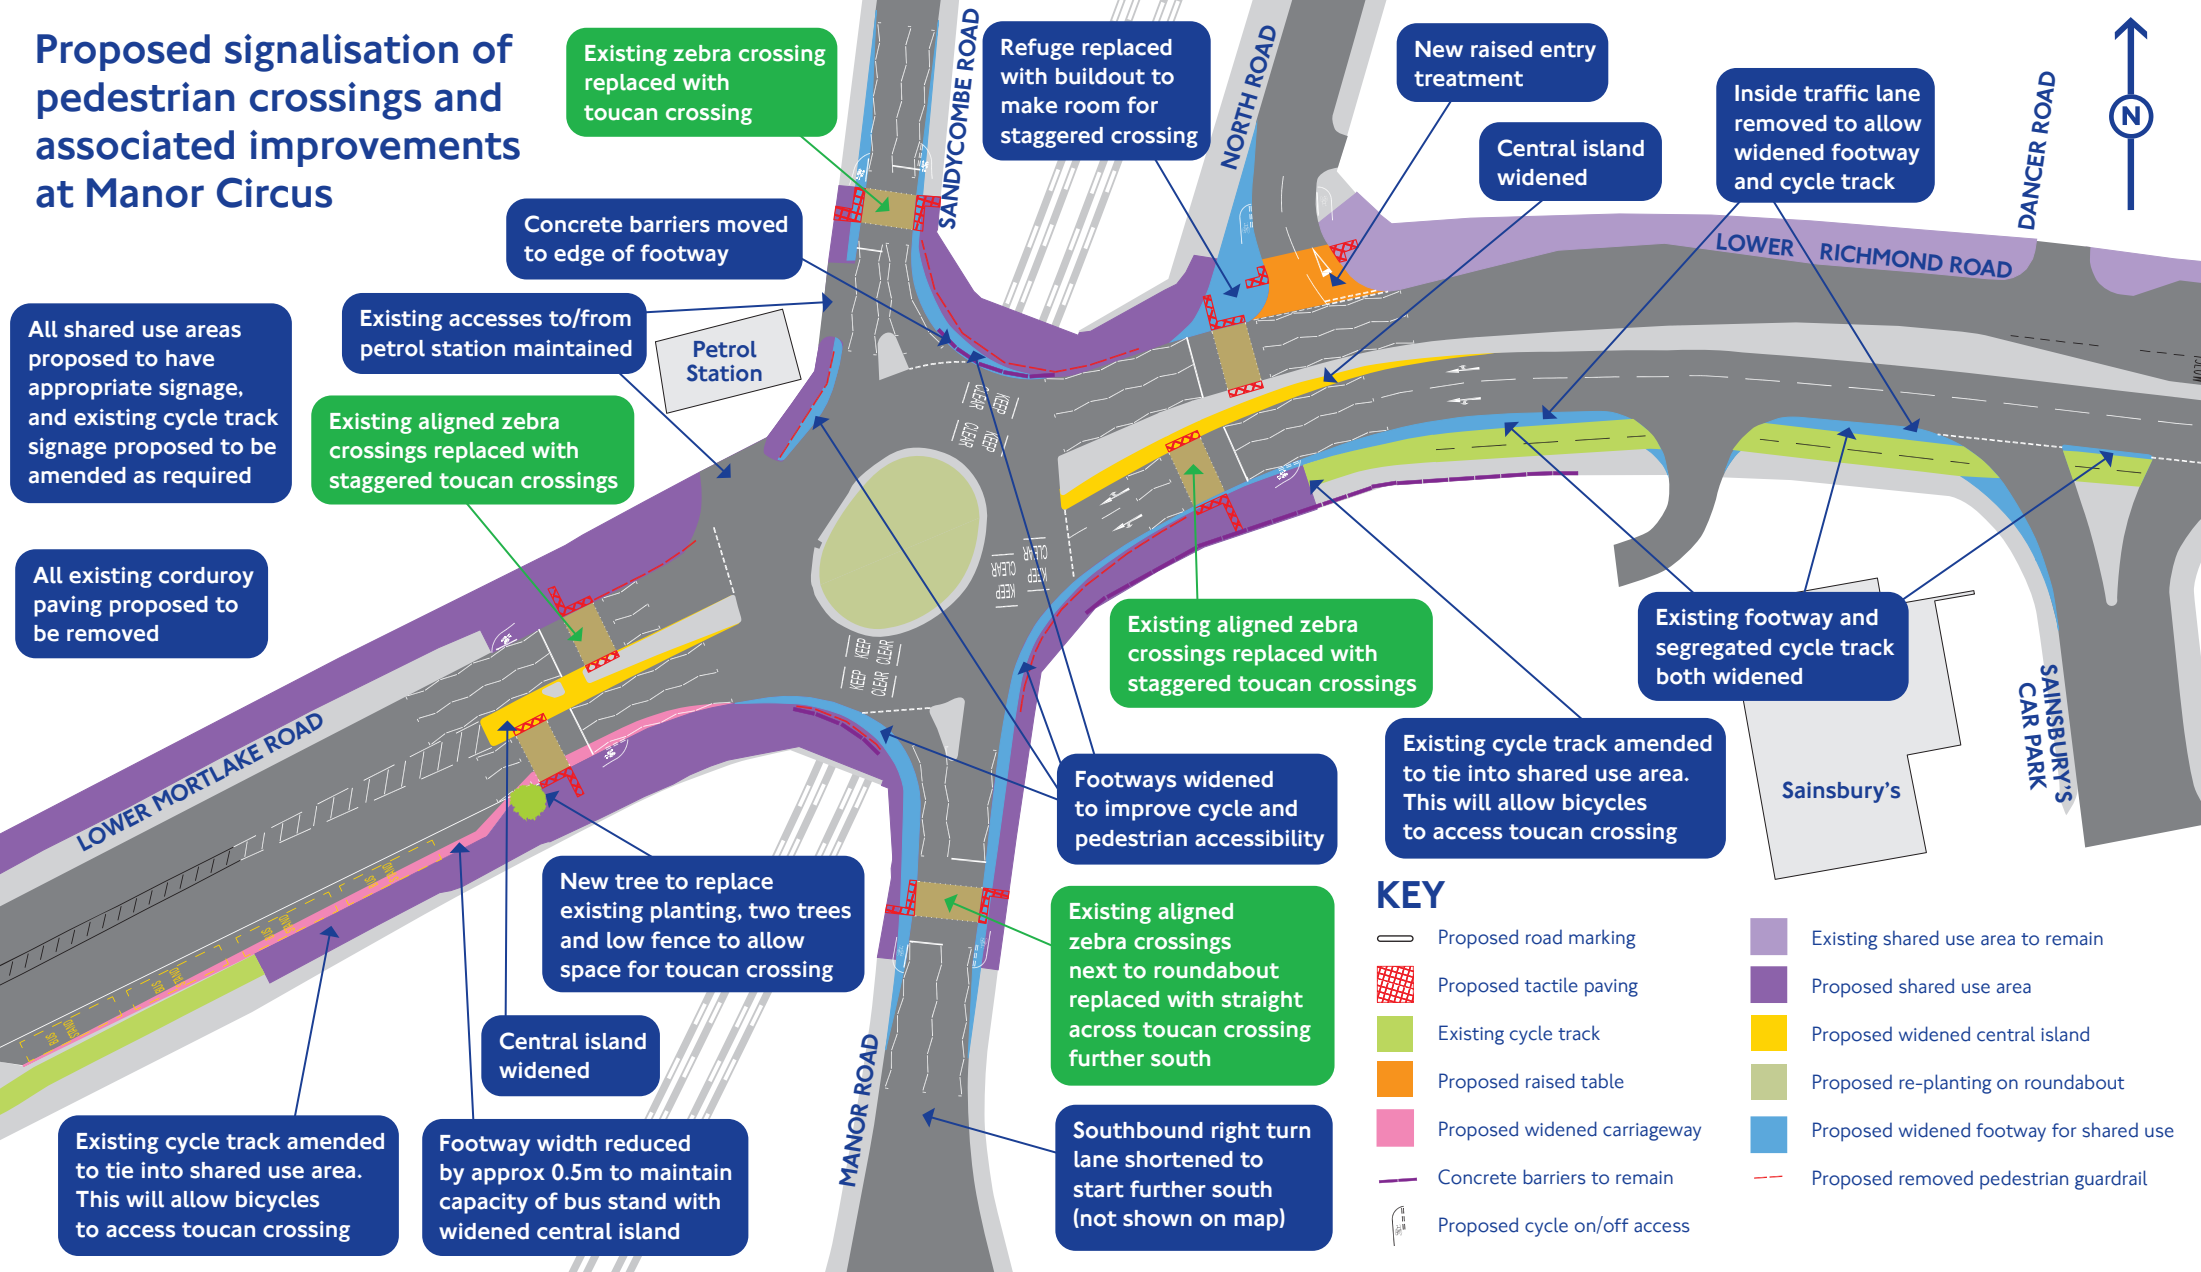 Proposed signalisation of
pedestrian crossings and
associated improvements
at Manor Circus
Existing zebra crossing
replaced with
toucan crossing
SANDYCOMBE ROAD
Refuge replaced
with buildout to
make room for
staggered crossing
NORTH ROAD
New raised entry
treatment
Central island
widened
Inside traffic lane
removed to allow
widened footway
and cycle track
DANCER ROAD
N
Concrete barriers moved
to edge of footway
LOWER RICHMOND ROAD
All shared use areas
proposed to have
appropriate signage,
and existing cycle track
signage proposed to be
amended as required
Existing accesses to/from
petrol station maintained
Petrol
Station
Existing aligned zebra
crossings replaced with
staggered toucan crossings
KEEP
CLEAR
KEEP
CLEAR
KEEP
CLEAR
KEEP
CLEAR
KEEP
CLEAR
KEEP
CLEAR
All existing corduroy
paving proposed to
be removed
Existing aligned zebra
crossings replaced with
staggered toucan crossings
Existing footway and
segregated cycle track
both widened
LOWER MORTLAKE ROAD
SAINSBURY'S
CAR PARK
Sainsbury's
Existing cycle track amended
to tie into shared use area.
This will allow bicycles
to access toucan crossing
Footways widened
to improve cycle and
pedestrian accessibility
New tree to replace
existing planting, two trees
and low fence to allow
space for toucan crossing
BUS
STAND
BUS
STAND
BUS
STAND
BUS
STAND
Existing aligned
zebra crossings
next to roundabout
replaced with straight
across toucan crossing
further south
Central island
widened
MANOR ROAD
Existing cycle track amended
to tie into shared use area.
This will allow bicycles
to access toucan crossing
Footway width reduced
by approx 0.5m to maintain
capacity of bus stand with
widened central island
Southbound right turn
lane shortened to
start further south
(not shown on map)
KEY
Proposed road marking
Proposed tactile paving
Existing cycle track
Proposed raised table
Proposed widened carriageway
Concrete barriers to remain
Proposed cycle on/off access
Existing shared use area to remain
Proposed shared use area
Proposed widened central island
Proposed re-planting on roundabout
Proposed widened footway for shared use
Proposed removed pedestrian guardrail